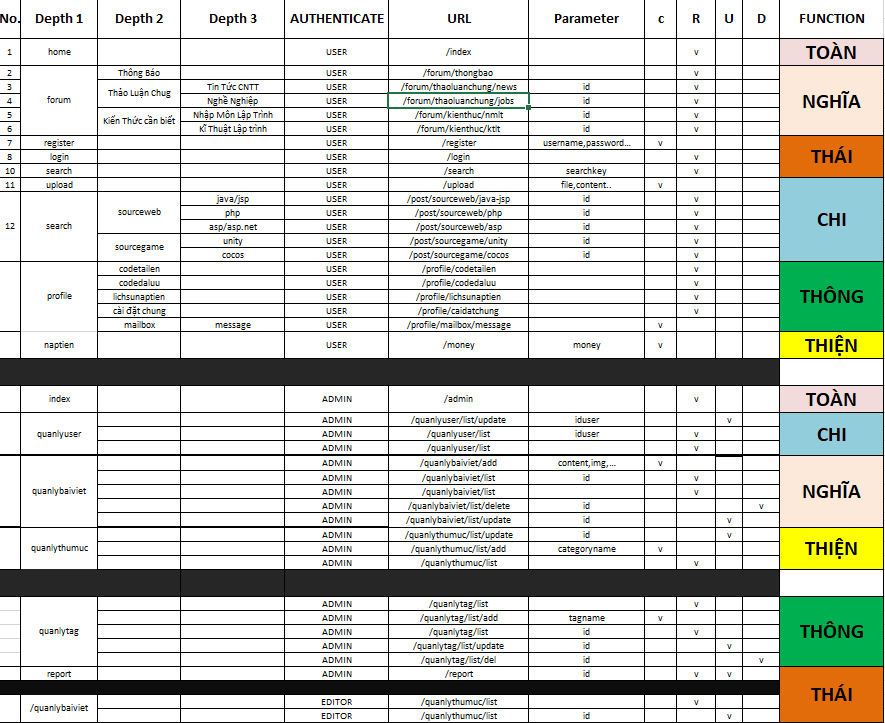 No. Depth 1 Depth 2 Depth 3 AUTHENTICATE URL Parameter c R U D FUNCTION
1 home USER /index v TOÀN
2 forum Thông Báo USER /forum/thongbao v NGHĨA
3 Thảo Luận Chug Tin Tức CNTT USER /forum/thaoluanchung/news id v
4 Nghề Nghiệp USER /forum/thaoluanchung/jobs id v
5 Kiến Thức cần biết Nhập Môn Lập Trình USER /forum/kienthuc/nmlt id v
6 Kĩ Thuật Lập trình USER /forum/kienthuc/ktlt id v
7 register USER /register username,password... v THÁI
8 login USER /login v
10 search USER /search searchkey v
11 upload USER /upload file,content.. v CHI
12 search sourceweb java/jsp USER /post/sourceweb/java-jsp id v
php USER /post/sourceweb/php id v
asp/asp.net USER /post/sourceweb/asp id v
sourcegame unity USER /post/sourcegame/unity id v
cocos USER /post/sourcegame/cocos id v
profile codetailen USER /profile/codetailen v THÔNG
codedaluu USER /profile/codedaluu v
lichsunaptien USER /profile/lichsunaptien v
cài đặt chung USER /profile/caidatchung v
mailbox message USER /profile/mailbox/message v
naptien USER /money money v THIỆN
index ADMIN /admin v TOÀN
quanlyuser ADMIN /quanlyuser/list/update iduser v CHI
ADMIN /quanlyuser/list iduser v
ADMIN /quanlyuser/list v
quanlybaiviet ADMIN /quanlybaiviet/add content,img,... v NGHĨA
ADMIN /quanlybaiviet/list id v
ADMIN /quanlybaiviet/list v
ADMIN /quanlybaiviet/list/delete id v
ADMIN /quanlybaiviet/list/update id v
quanlythumuc ADMIN /quanlythumuc/list/update id v THIỆN
ADMIN /quanlythumuc/list/add categoryname v
ADMIN /quanlythumuc/list v
quanlytag ADMIN /quanlytag/list v THÔNG
ADMIN /quanlytag/list/add tagname v
ADMIN /quanlytag/list id v
ADMIN /quanlytag/list/update id v
ADMIN /quanlytag/list/del id v
report ADMIN /report id v v THÁI
/quanlybaiviet EDITOR /quanlythumuc/list v
EDITOR /quanlythumuc/list id v